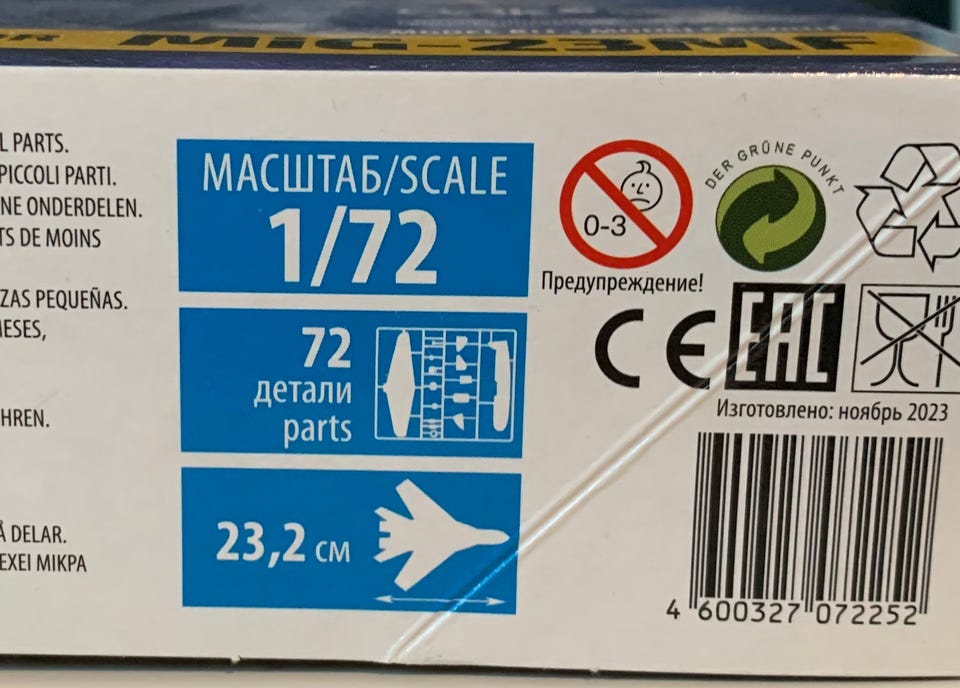 MiG-23MF
L PARTS.
PICCOLI PARTI.
NE ONDERDELEN.
TS DE MOINS
ZAS PEQUEÑAS.
MESES,
HREN.
Å DELAR.
EXEI MIKPA
МАСШТАБ/SCALE
1/72
72
детали
parts
23,2 см
0-3
Предупреждение!
DER GRÜNE PUNKT
CE EAC
Изготовлено: ноябрь 2023
4 600327 072252